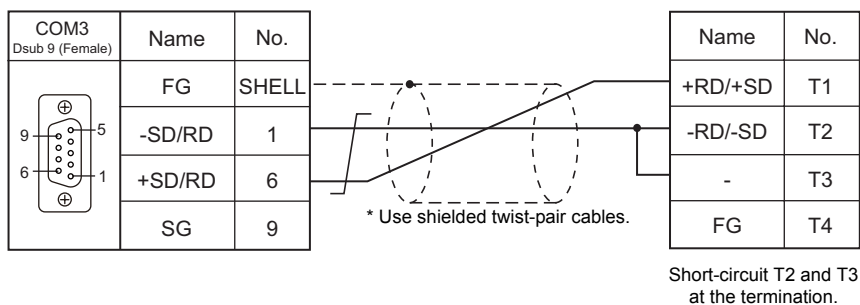 COM3
Dsub 9 (Female)
Name No.
FG SHELL
-SD/RD 1
+SD/RD 6
SG 9
9
5
6
1
* Use shielded twist-pair cables.
Name No.
+RD/+SD T1
-RD/-SD T2
- T3
FG T4
Short-circuit T2 and T3
at the termination.